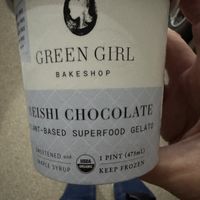 GREEN GIRL
BAKESHOP
REISHI CHOCOLATE
PLANT-BASED SUPERFOOD GELATO
SWEETENED with
MAPLE SYRUP
USDA
ORGANIC
1 PINT (473mL)
KEEP FROZEN